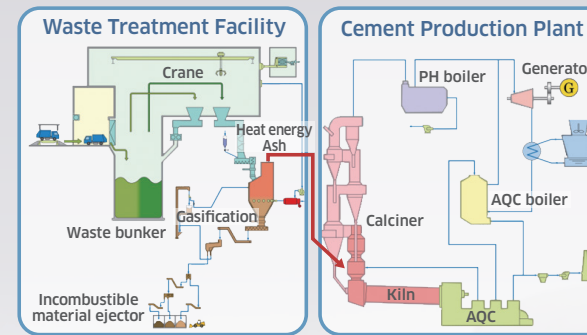 Waste Treatment Facility
Crane
Heat energy
Ash
Gasification
Waste bunker
Incombustible
material ejector
Cement Production Plant
PH boiler
Generato
G
AQC boiler
Calciner
Kiln
AQC